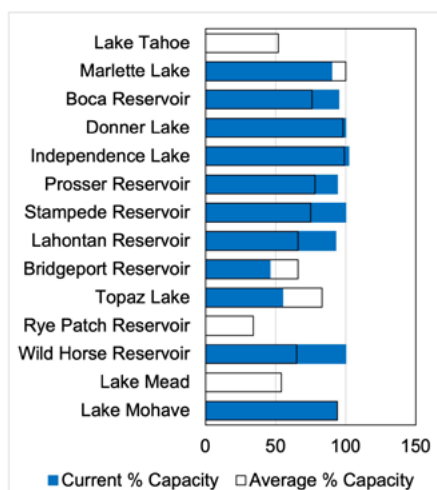 Lake Tahoe
Marlette Lake
Boca Reservoir
Donner Lake
Independence Lake
Prosser Reservoir
Stampede Reservoir
Lahontan Reservoir
Bridgeport Reservoir
Topaz Lake
Rye Patch Reservoir
Wild Horse Reservoir
Lake Mead
Lake Mohave
0 50 100 150
Current % Capacity Average % Capacity